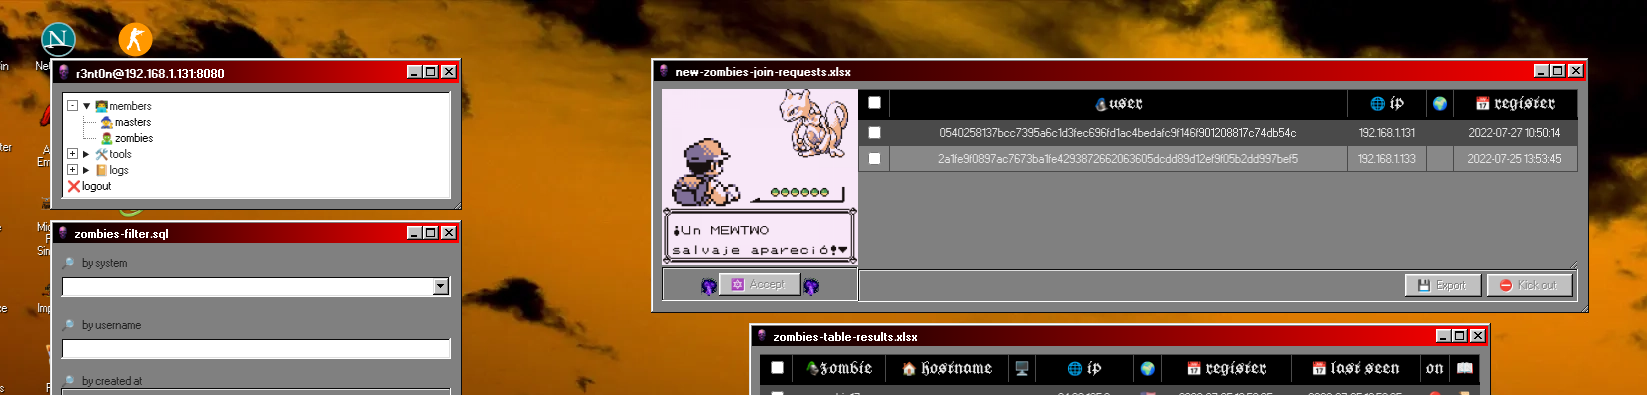 r3nt0n@192.168.1.131:8080
members
masters
zombies
tools
logs
logout
zombies-filter.sql
by system
by username
by created at
new-zombies-join-requests.xlsx
user ip register
0540258137bcc7395a6c1d3fec696fd1ac4bedafc9f146f901208817c74db54c 192.168.1.131 2022-07-27 10:50:14
2a1fe9f0897ac7673ba1fe4293872662063605dcdd89d12ef9f05b2dd997bef5 192.168.1.133 2022-07-25 13:53:45
¡Un MEWTWO
salvaje apareció!
Accept
Export Kick out
zombies-table-results.xlsx
zombie hostname ip register last seen on